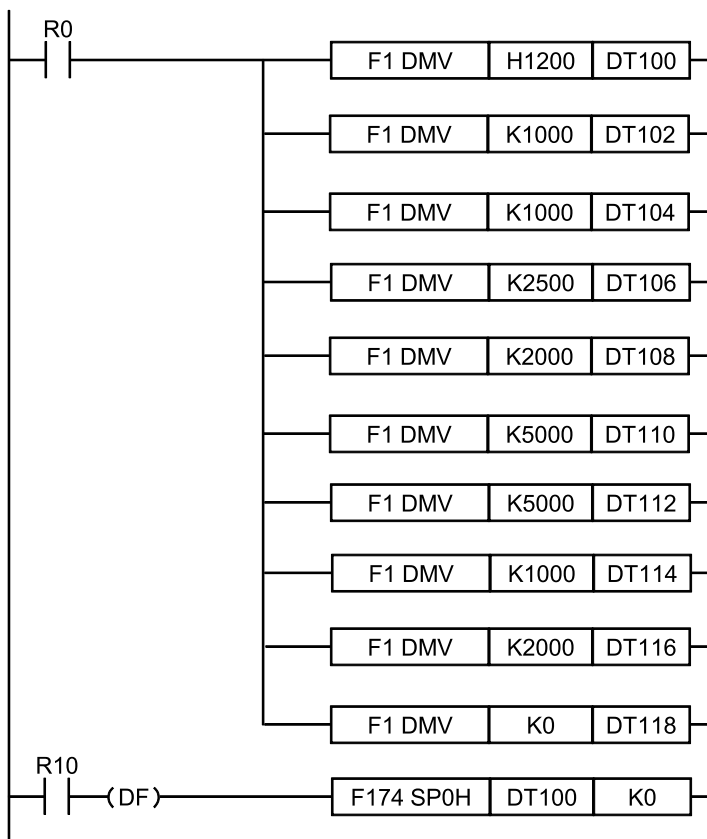 R0
F1 DMV H1200 DT100
F1 DMV K1000 DT102
F1 DMV K1000 DT104
F1 DMV K2500 DT106
F1 DMV K2000 DT108
F1 DMV K5000 DT110
F1 DMV K5000 DT112
F1 DMV K1000 DT114
F1 DMV K2000 DT116
F1 DMV K0 DT118
R10
(DF) F174 SP0H DT100 K0